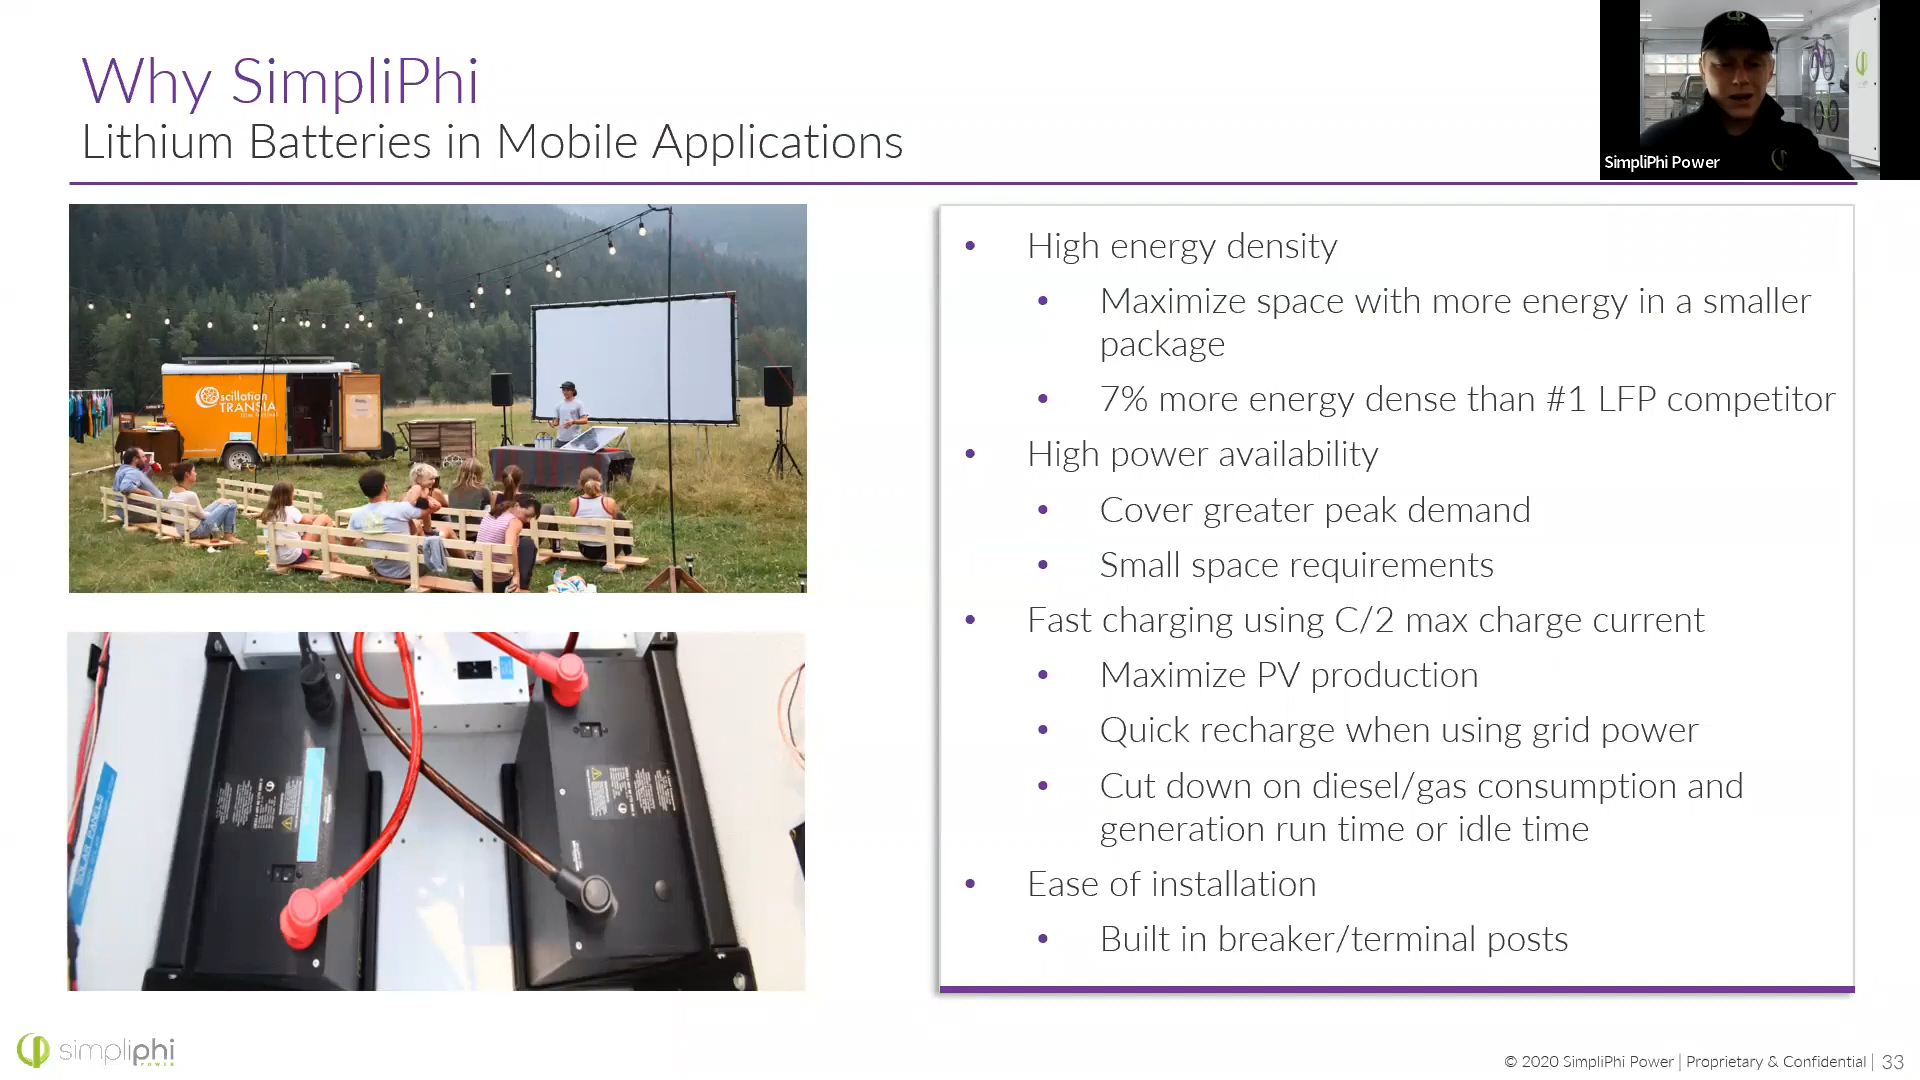 Why SimpliPhi
Lithium Batteries in Mobile Applications
SimpliPhi Power
scillation
TRANSIA
SOLAR PANELS
• High energy density
• Maximize space with more energy in a smaller
package
• 7% more energy dense than #1 LFP competitor
• High power availability
• Cover greater peak demand
• Small space requirements
• Fast charging using C/2 max charge current
• Maximize PV production
• Quick recharge when using grid power
• Cut down on diesel/gas consumption and
generation run time or idle time
• Ease of installation
• Built in breaker/terminal posts
simpliphi
POWER
© 2020 SimpliPhi Power | Proprietary & Confidential | 33